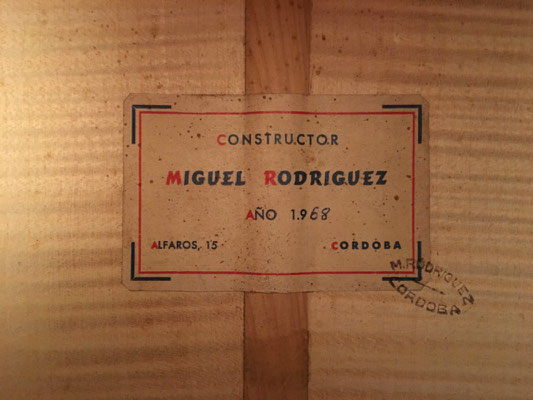 CONSTRUCTOR
MIGUEL RODRIGUEZ
AÑO 1.968
ALFAROS, 15 CORDOBA
M. RODRIGUEZ
CORDOBA